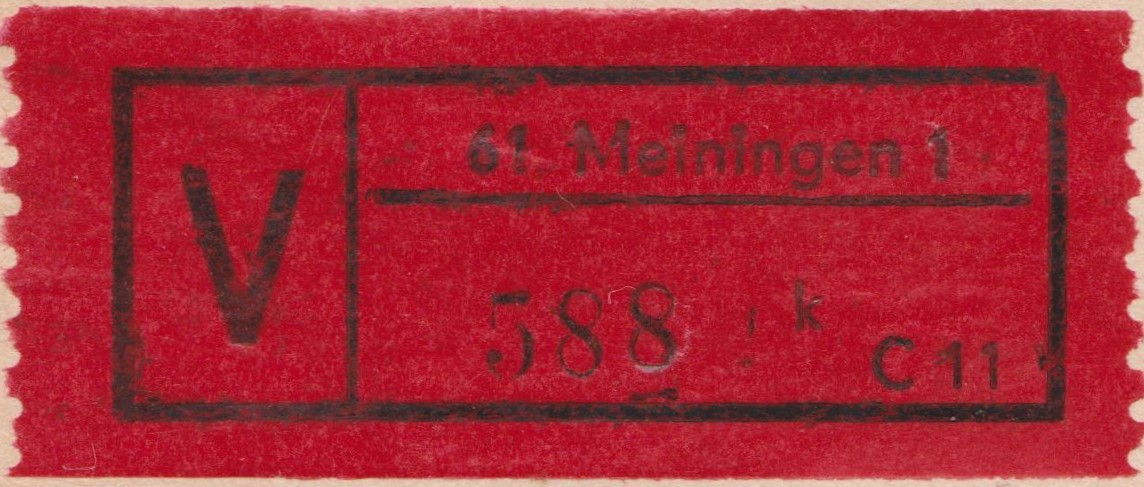 V
61 Meiningen 1
588 k
C 11